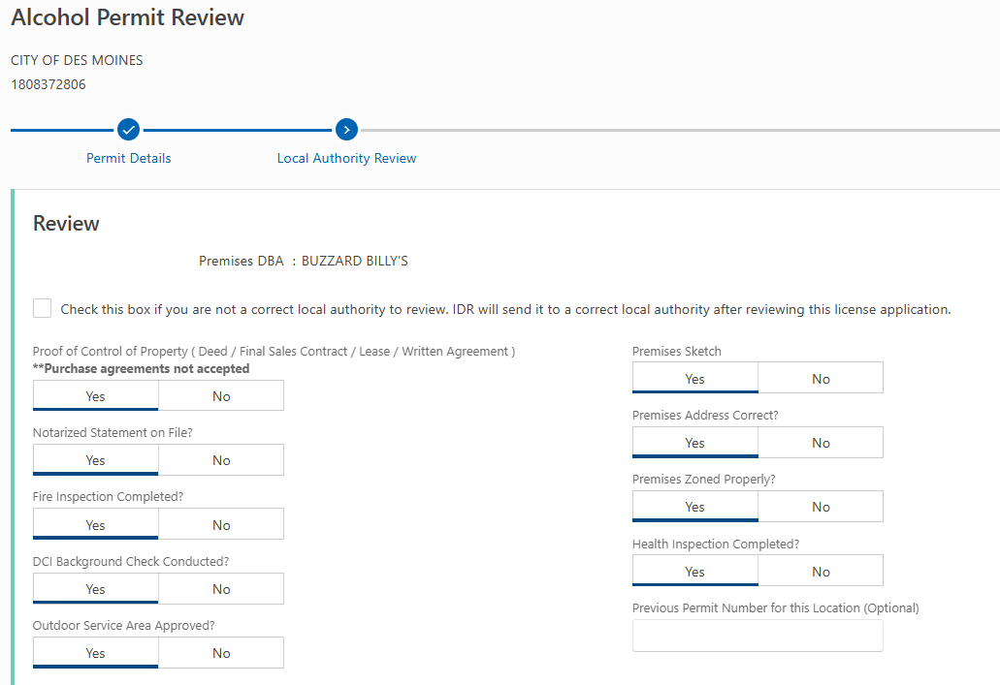 Alcohol Permit Review
CITY OF DES MOINES
1808372806
Permit Details
Local Authority Review
Review
Premises DBA : BUZZARD BILLY'S
Check this box if you are not a correct local authority to review. IDR will send it to a correct local authority after reviewing this license application.
Proof of Control of Property ( Deed / Final Sales Contract / Lease / Written Agreement )
**Purchase agreements not accepted
Yes No
Notarized Statement on File?
Yes No
Fire Inspection Completed?
Yes No
DCI Background Check Conducted?
Yes No
Outdoor Service Area Approved?
Yes No
Premises Sketch
Yes No
Premises Address Correct?
Yes No
Premises Zoned Properly?
Yes No
Health Inspection Completed?
Yes No
Previous Permit Number for this Location (Optional)